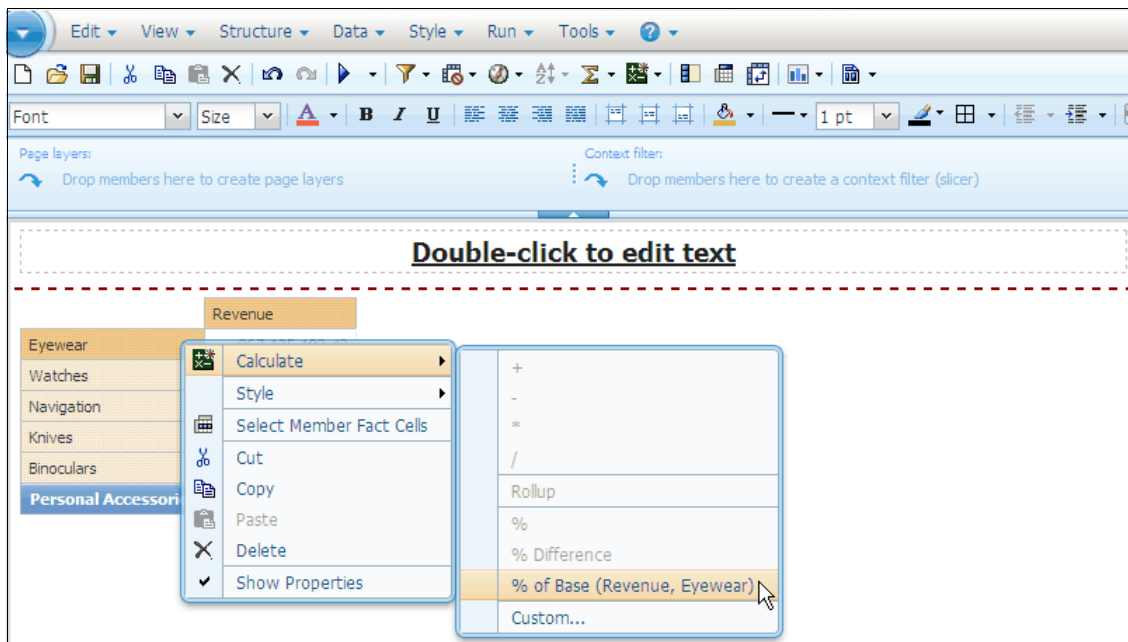 Edit View Structure Data Style Run Tools ?
Font Size A B I U 1 pt
Page layers:
Drop members here to create page layers
Context filter:
Drop members here to create a context filter (slicer)
Double-click to edit text
Revenue
Eyewear
Watches
Navigation
Knives
Binoculars
Personal Accessori
Calculate
Style
Select Member Fact Cells
Cut
Copy
Paste
Delete
Show Properties
+
-
*
/
Rollup
%
% Difference
% of Base (Revenue, Eyewear)
Custom...